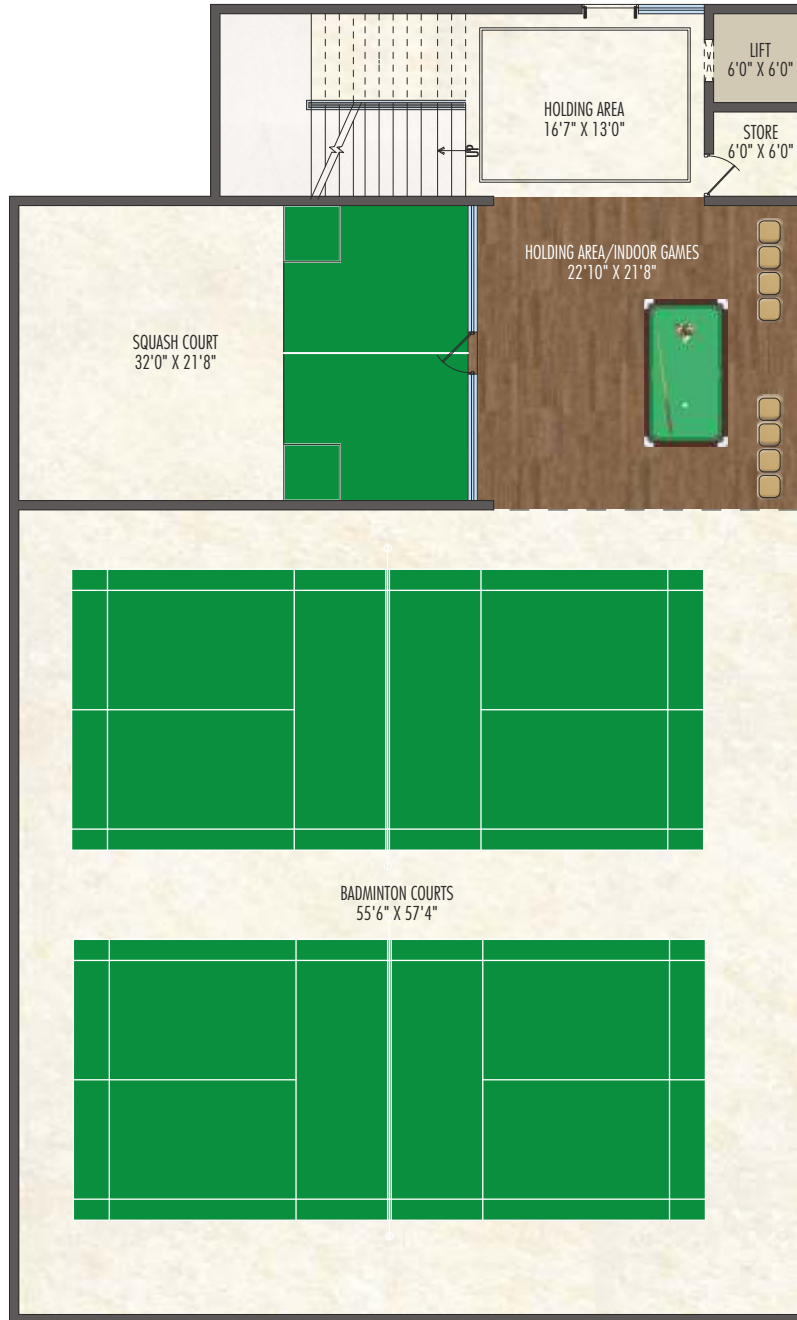 LIFT
6'0" X 6'0"
HOLDING AREA
16'7" X 13'0"
STORE
6'0" X 6'0"
UP
HOLDING AREA/INDOOR GAMES
22'10" X 21'8"
SQUASH COURT
32'0" X 21'8"
BADMINTON COURTS
55'6" X 57'4"